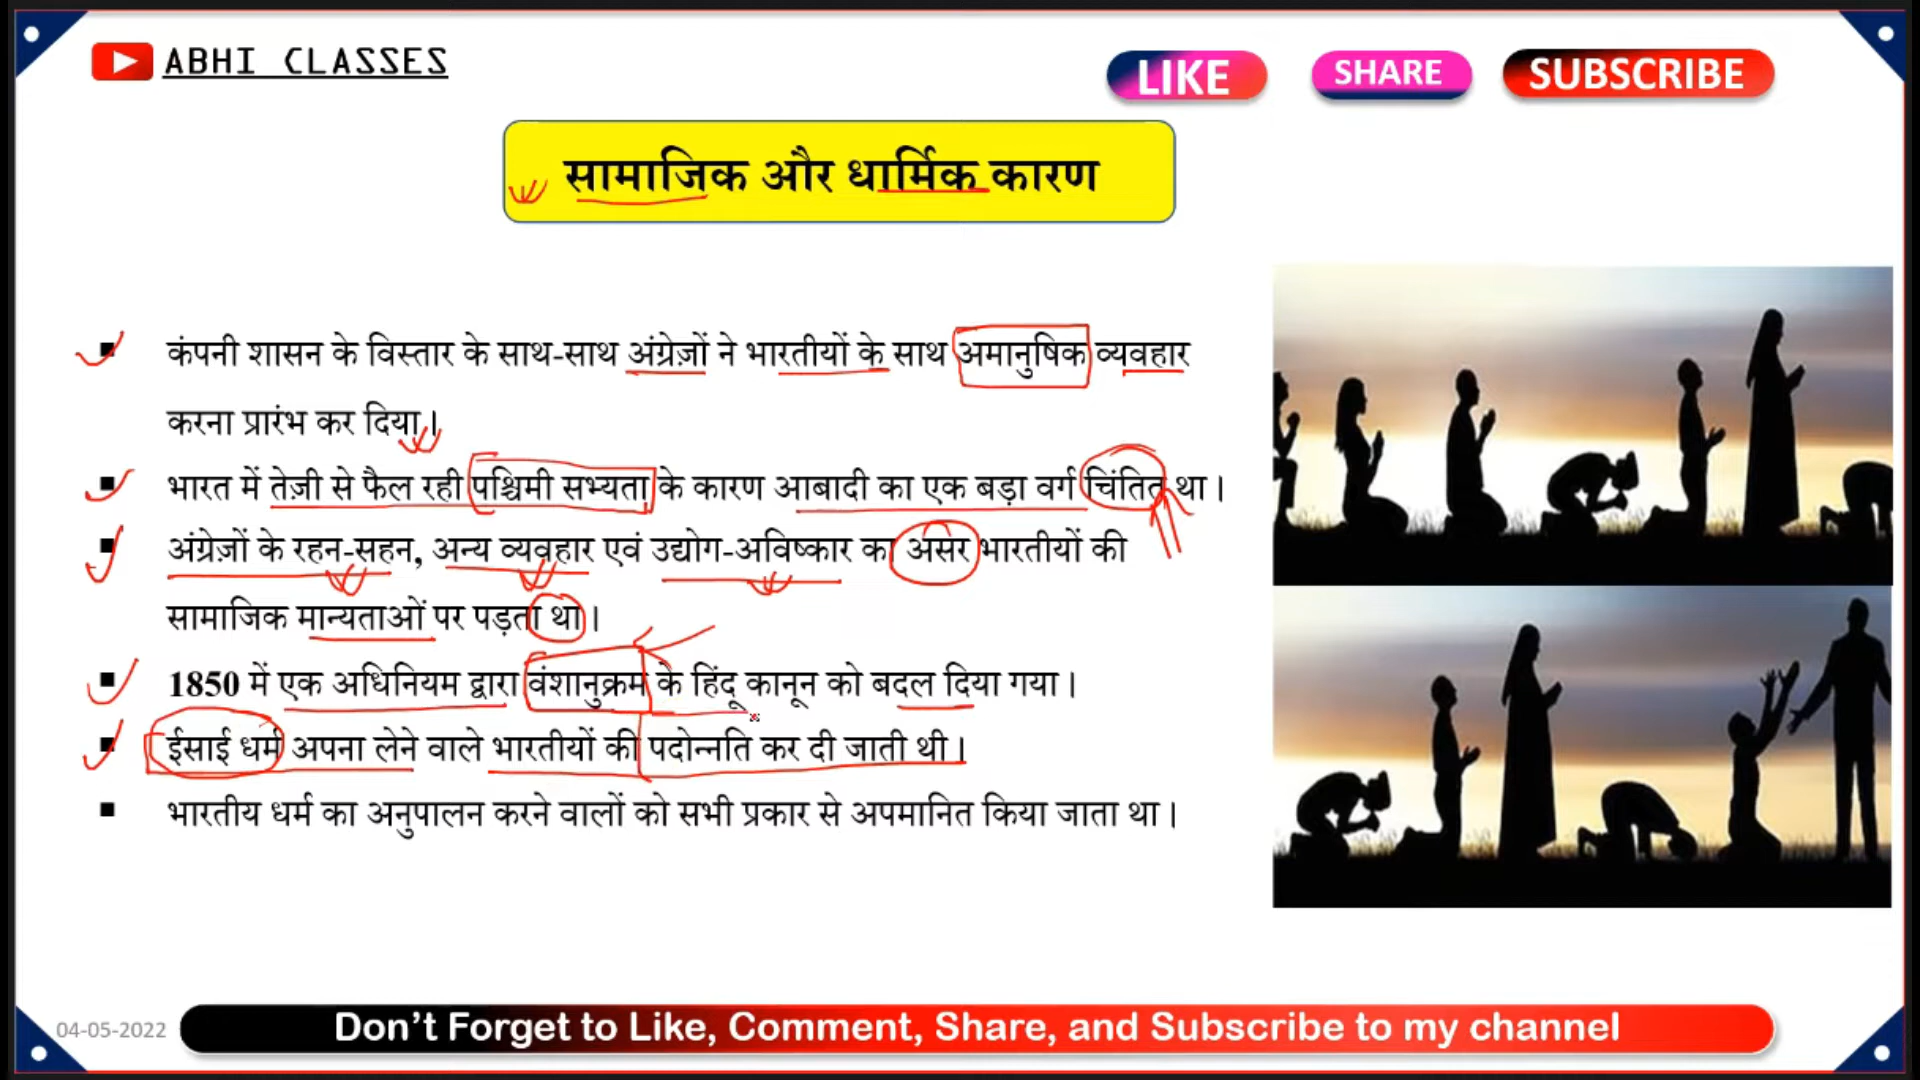 ABHI CLASSES
LIKE
SHARE
SUBSCRIBE
सामाजिक और धार्मिक कारण
▪ कंपनी शासन के विस्तार के साथ-साथ अंग्रेज़ों ने भारतीयों के साथ अमानुषिक व्यवहार
करना प्रारंभ कर दिया।
▪ भारत में तेज़ी से फैल रही पश्चिमी सभ्यता के कारण आबादी का एक बड़ा वर्ग चिंतित था।
▪ अंग्रेज़ों के रहन-सहन, अन्य व्यवहार एवं उद्योग-अविष्कार का असर भारतीयों की
सामाजिक मान्यताओं पर पड़ता था।
▪ 1850 में एक अधिनियम द्वारा वंशानुक्रम के हिंदू कानून को बदल दिया गया।
▪ ईसाई धर्म अपना लेने वाले भारतीयों की पदोन्नति कर दी जाती थी।
▪ भारतीय धर्म का अनुपालन करने वालों को सभी प्रकार से अपमानित किया जाता था।
04-05-2022
Don’t Forget to Like, Comment, Share, and Subscribe to my channel